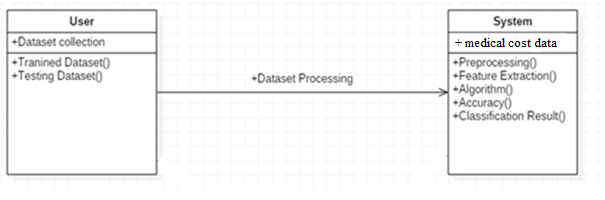 User
+Dataset collection
+Tranined Dataset()
+Testing Dataset()
+Dataset Processing
System
+ medical cost data
+Preprocessing()
+Feature Extraction()
+Algorithm()
+Accuracy()
+Classification Result()